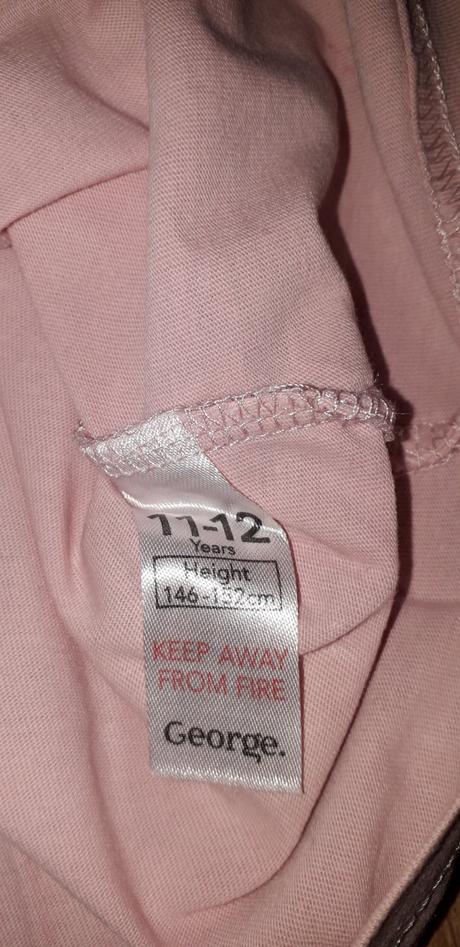 11-12
Years
Height
146-152cm
KEEP AWAY
FROM FIRE
George.